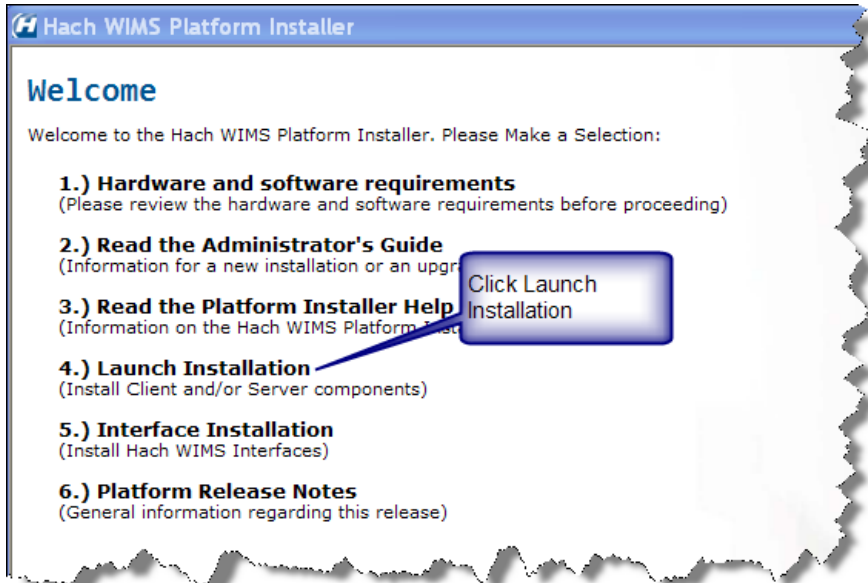 Hach WIMS Platform Installer
Welcome
Welcome to the Hach WIMS Platform Installer. Please Make a Selection:
1.) Hardware and software requirements
(Please review the hardware and software requirements before proceeding)
2.) Read the Administrator's Guide
(Information for a new installation or an
3.) Read the Platform Installer Help
(Information on the Hach WIMS Platform
Click Launch
Installation
4.) Launch Installation
(Install Client and/or Server components)
5.) Interface Installation
(Install Hach WIMS Interfaces)
6.) Platform Release Notes
(General information regarding this release)